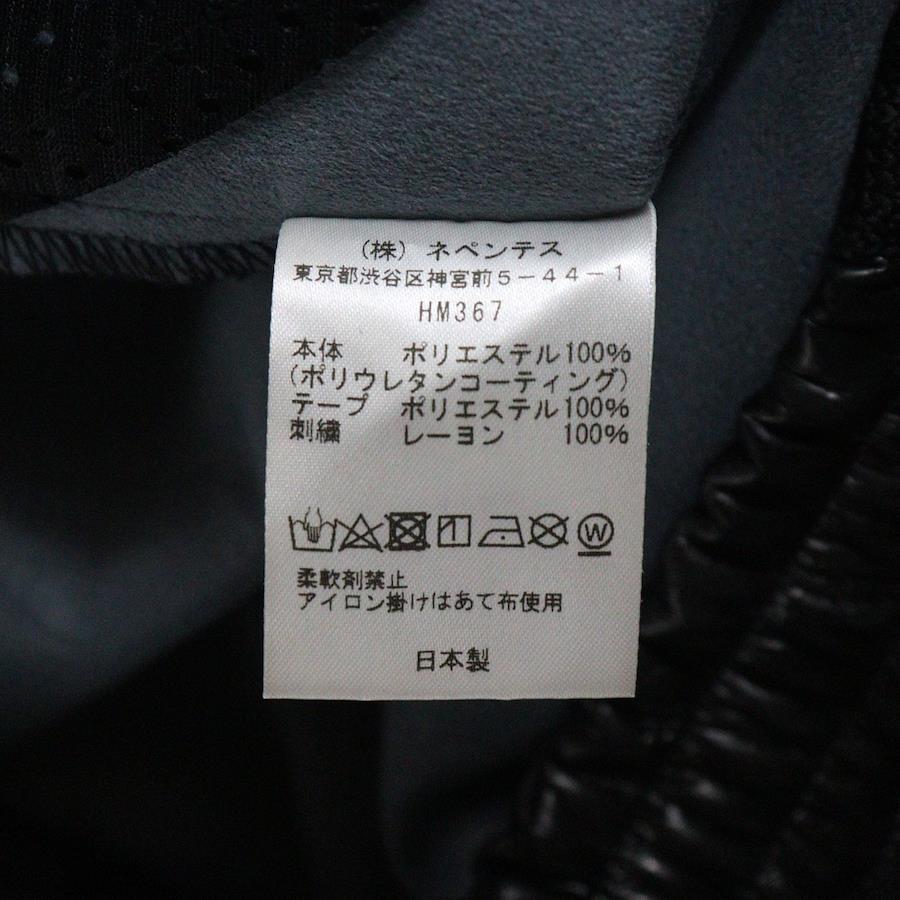 (株) ネペンテス
東京都渋谷区神宮前5-44-1
HM367
本体 ポリエステル100%
(ポリウレタンコーティング)
テープ ポリエステル100%
刺繍 レーヨン 100%
W
柔軟剤禁止
アイロン掛けはあて布使用
日本製